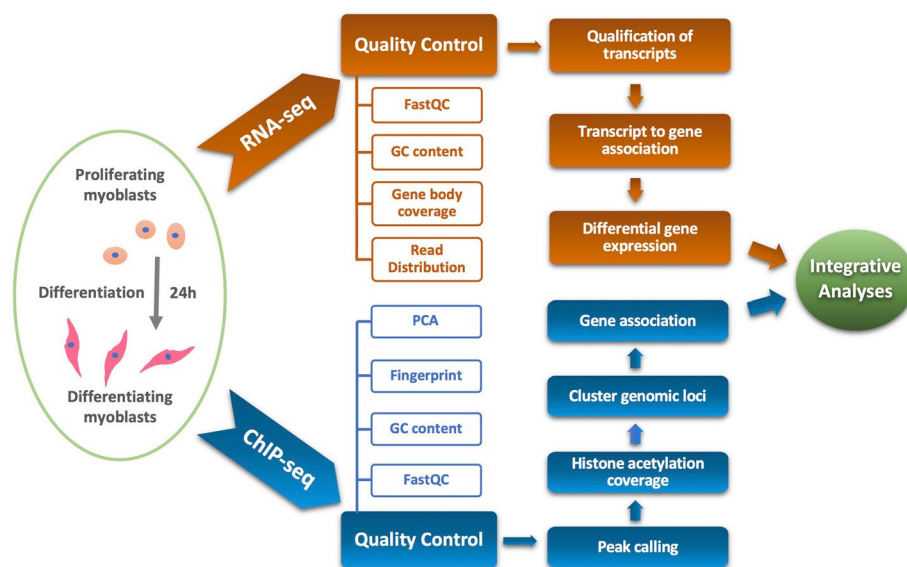 Proliferating
myoblasts
Differentiation 24h
Differentiating
myoblasts
RNA-seq
Quality Control
FastQC
GC content
Gene body
coverage
Read
Distribution
Qualification of
transcripts
Transcript to gene
association
Differential gene
expression
ChIP-seq
PCA
Fingerprint
GC content
FastQC
Quality Control
Peak calling
Histone acetylation
coverage
Cluster genomic loci
Gene association
Integrative
Analyses